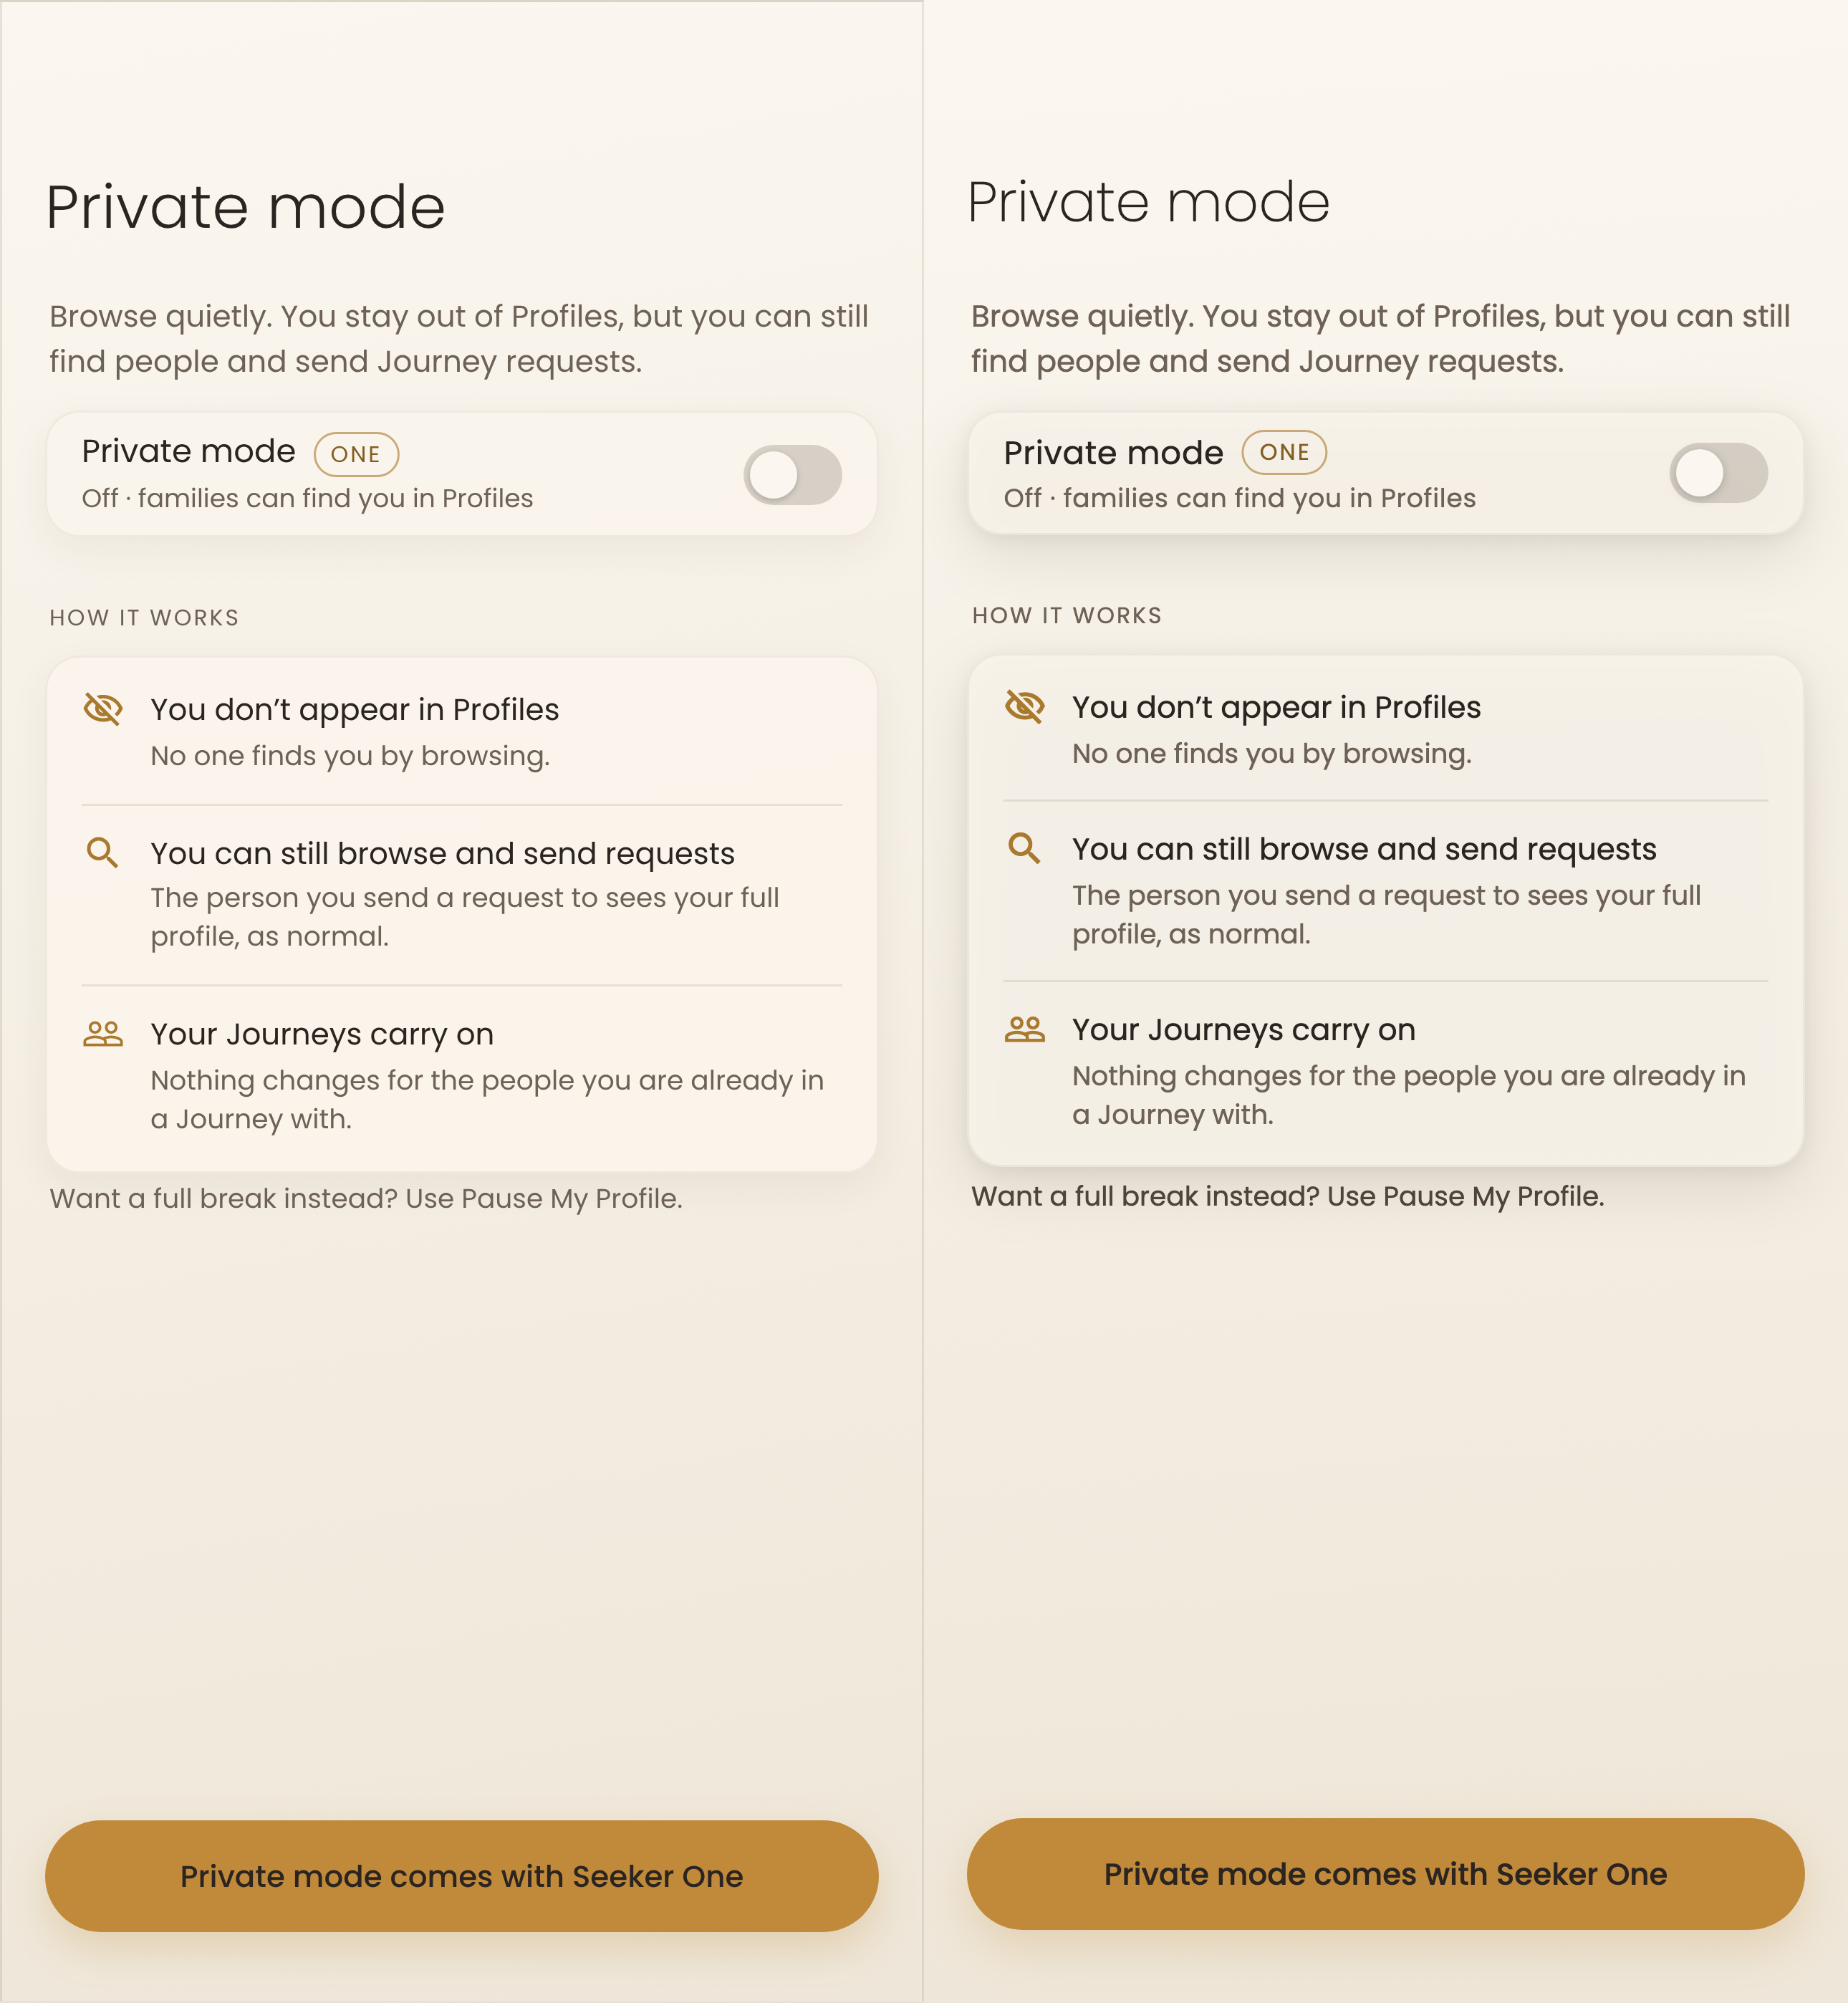 Private mode
Browse quietly. You stay out of Profiles, but you can still
find people and send Journey requests.
Private mode ONE
Off · families can find you in Profiles
HOW IT WORKS
You don’t appear in Profiles
No one finds you by browsing.
You can still browse and send requests
The person you send a request to sees your full
profile, as normal.
Your Journeys carry on
Nothing changes for the people you are already in
a Journey with.
Want a full break instead? Use Pause My Profile.
Private mode comes with Seeker One
Private mode
Browse quietly. You stay out of Profiles, but you can still
find people and send Journey requests.
Private mode ONE
Off · families can find you in Profiles
HOW IT WORKS
You don’t appear in Profiles
No one finds you by browsing.
You can still browse and send requests
The person you send a request to sees your full
profile, as normal.
Your Journeys carry on
Nothing changes for the people you are already in
a Journey with.
Want a full break instead? Use Pause My Profile.
Private mode comes with Seeker One